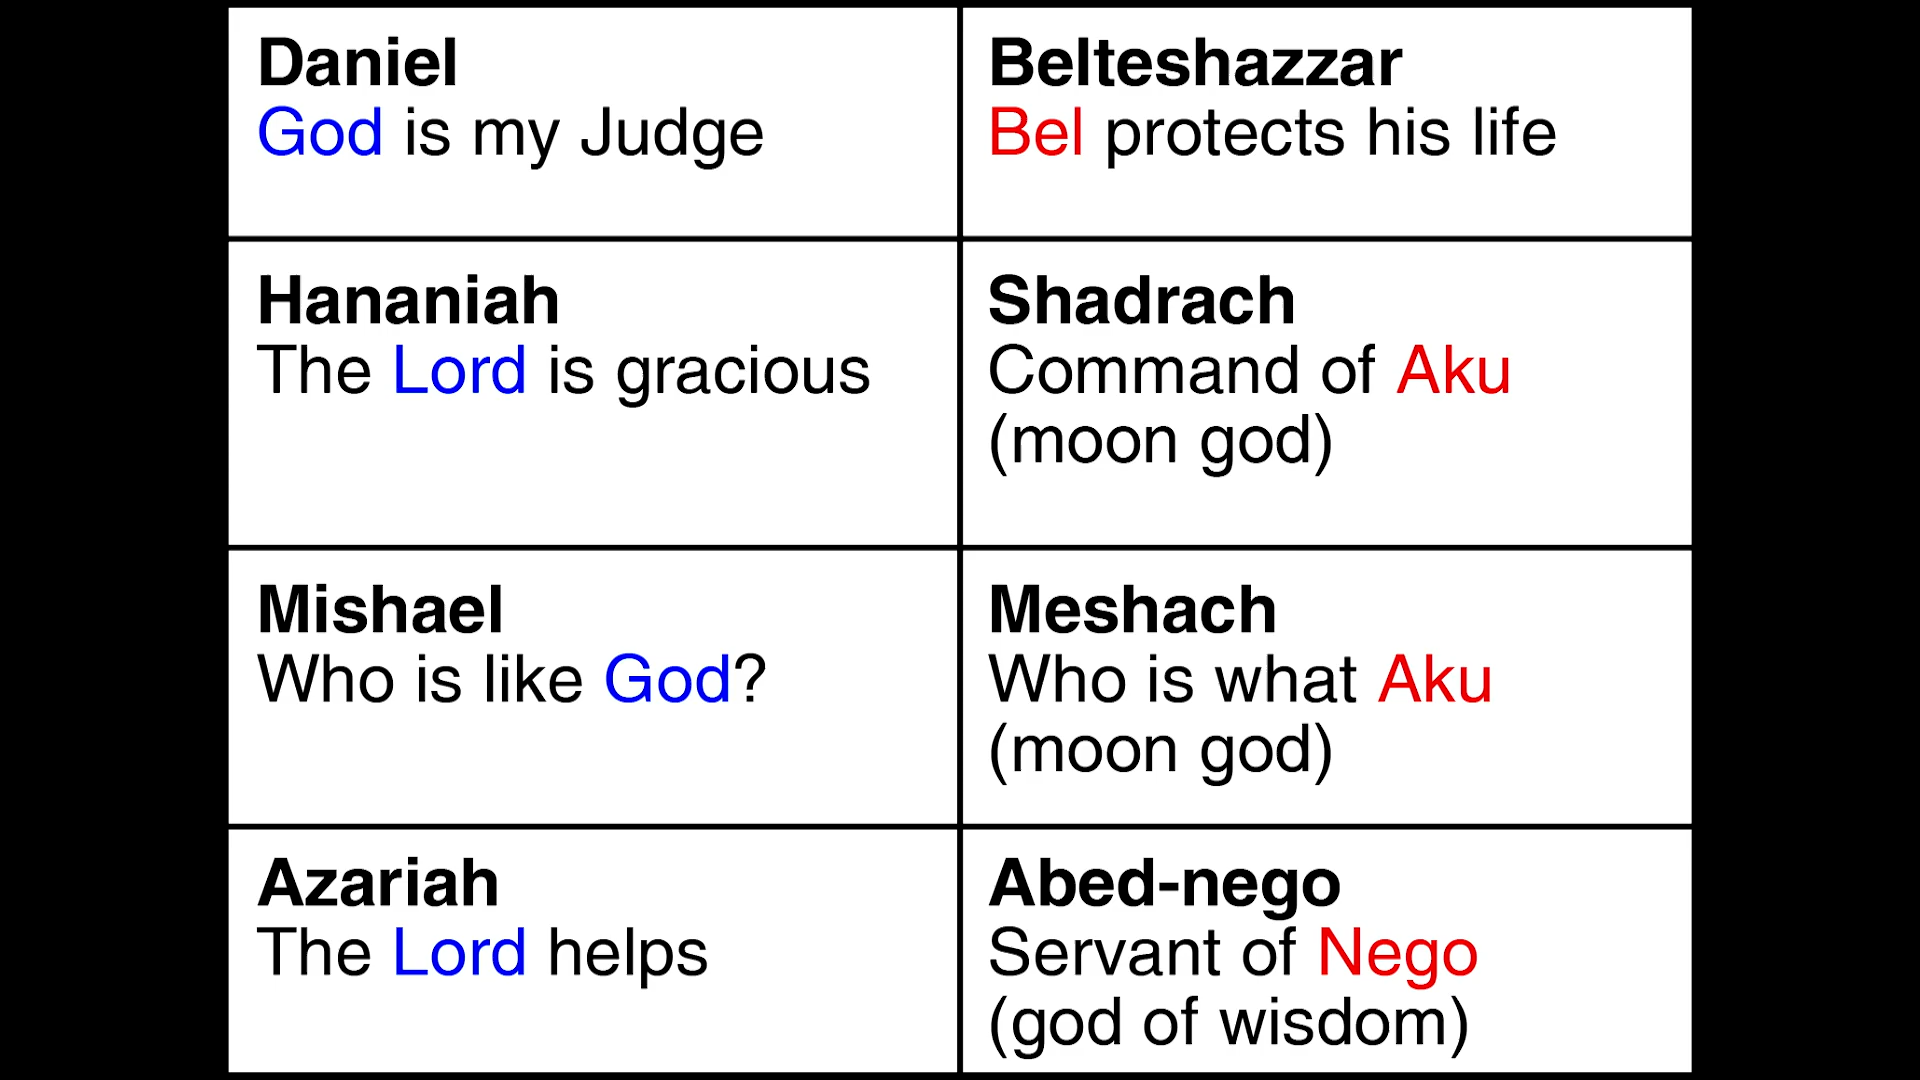 Daniel
God is my Judge
Belteshazzar
Bel protects his life
Hananiah
The Lord is gracious
Shadrach
Command of Aku
(moon god)
Mishael
Who is like God?
Meshach
Who is what Aku
(moon god)
Azariah
The Lord helps
Abed-nego
Servant of Nego
(god of wisdom)